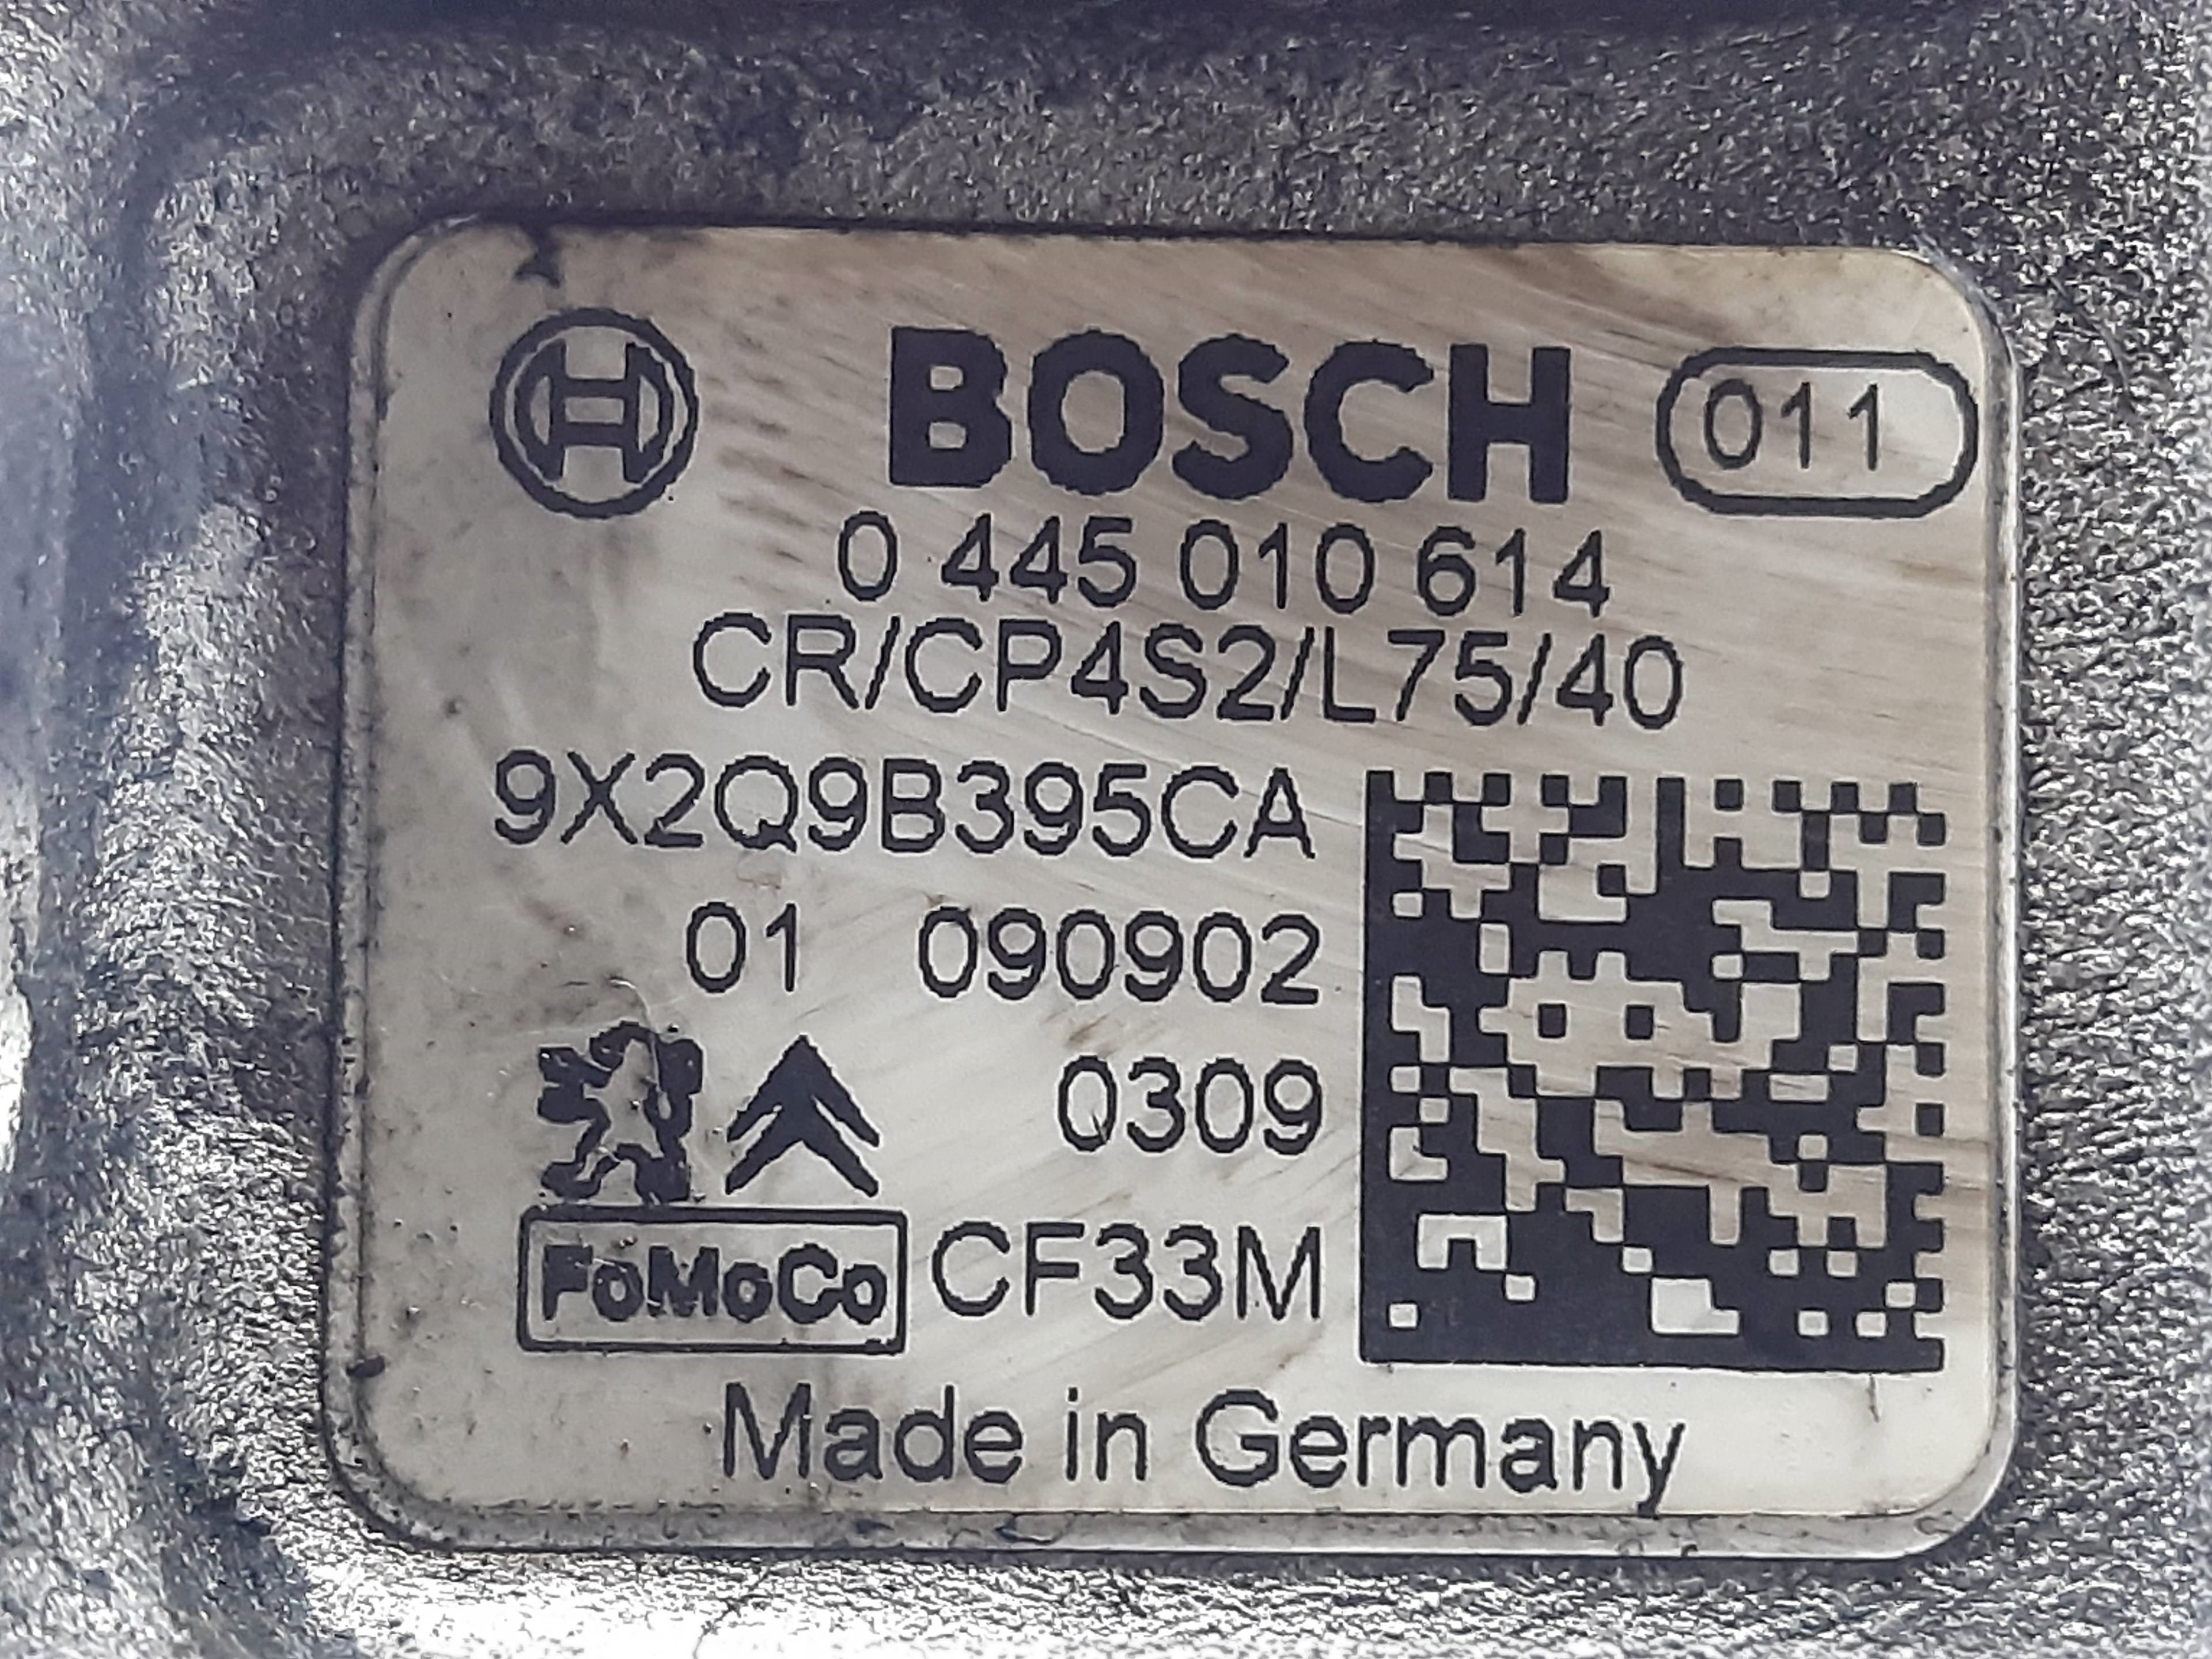 BOSCH 011
0 445 010 614
CR/CP4S2/L75/40
9X2Q9B395CA
01 090902
0309
FoMoCo CF33M
Made in Germany